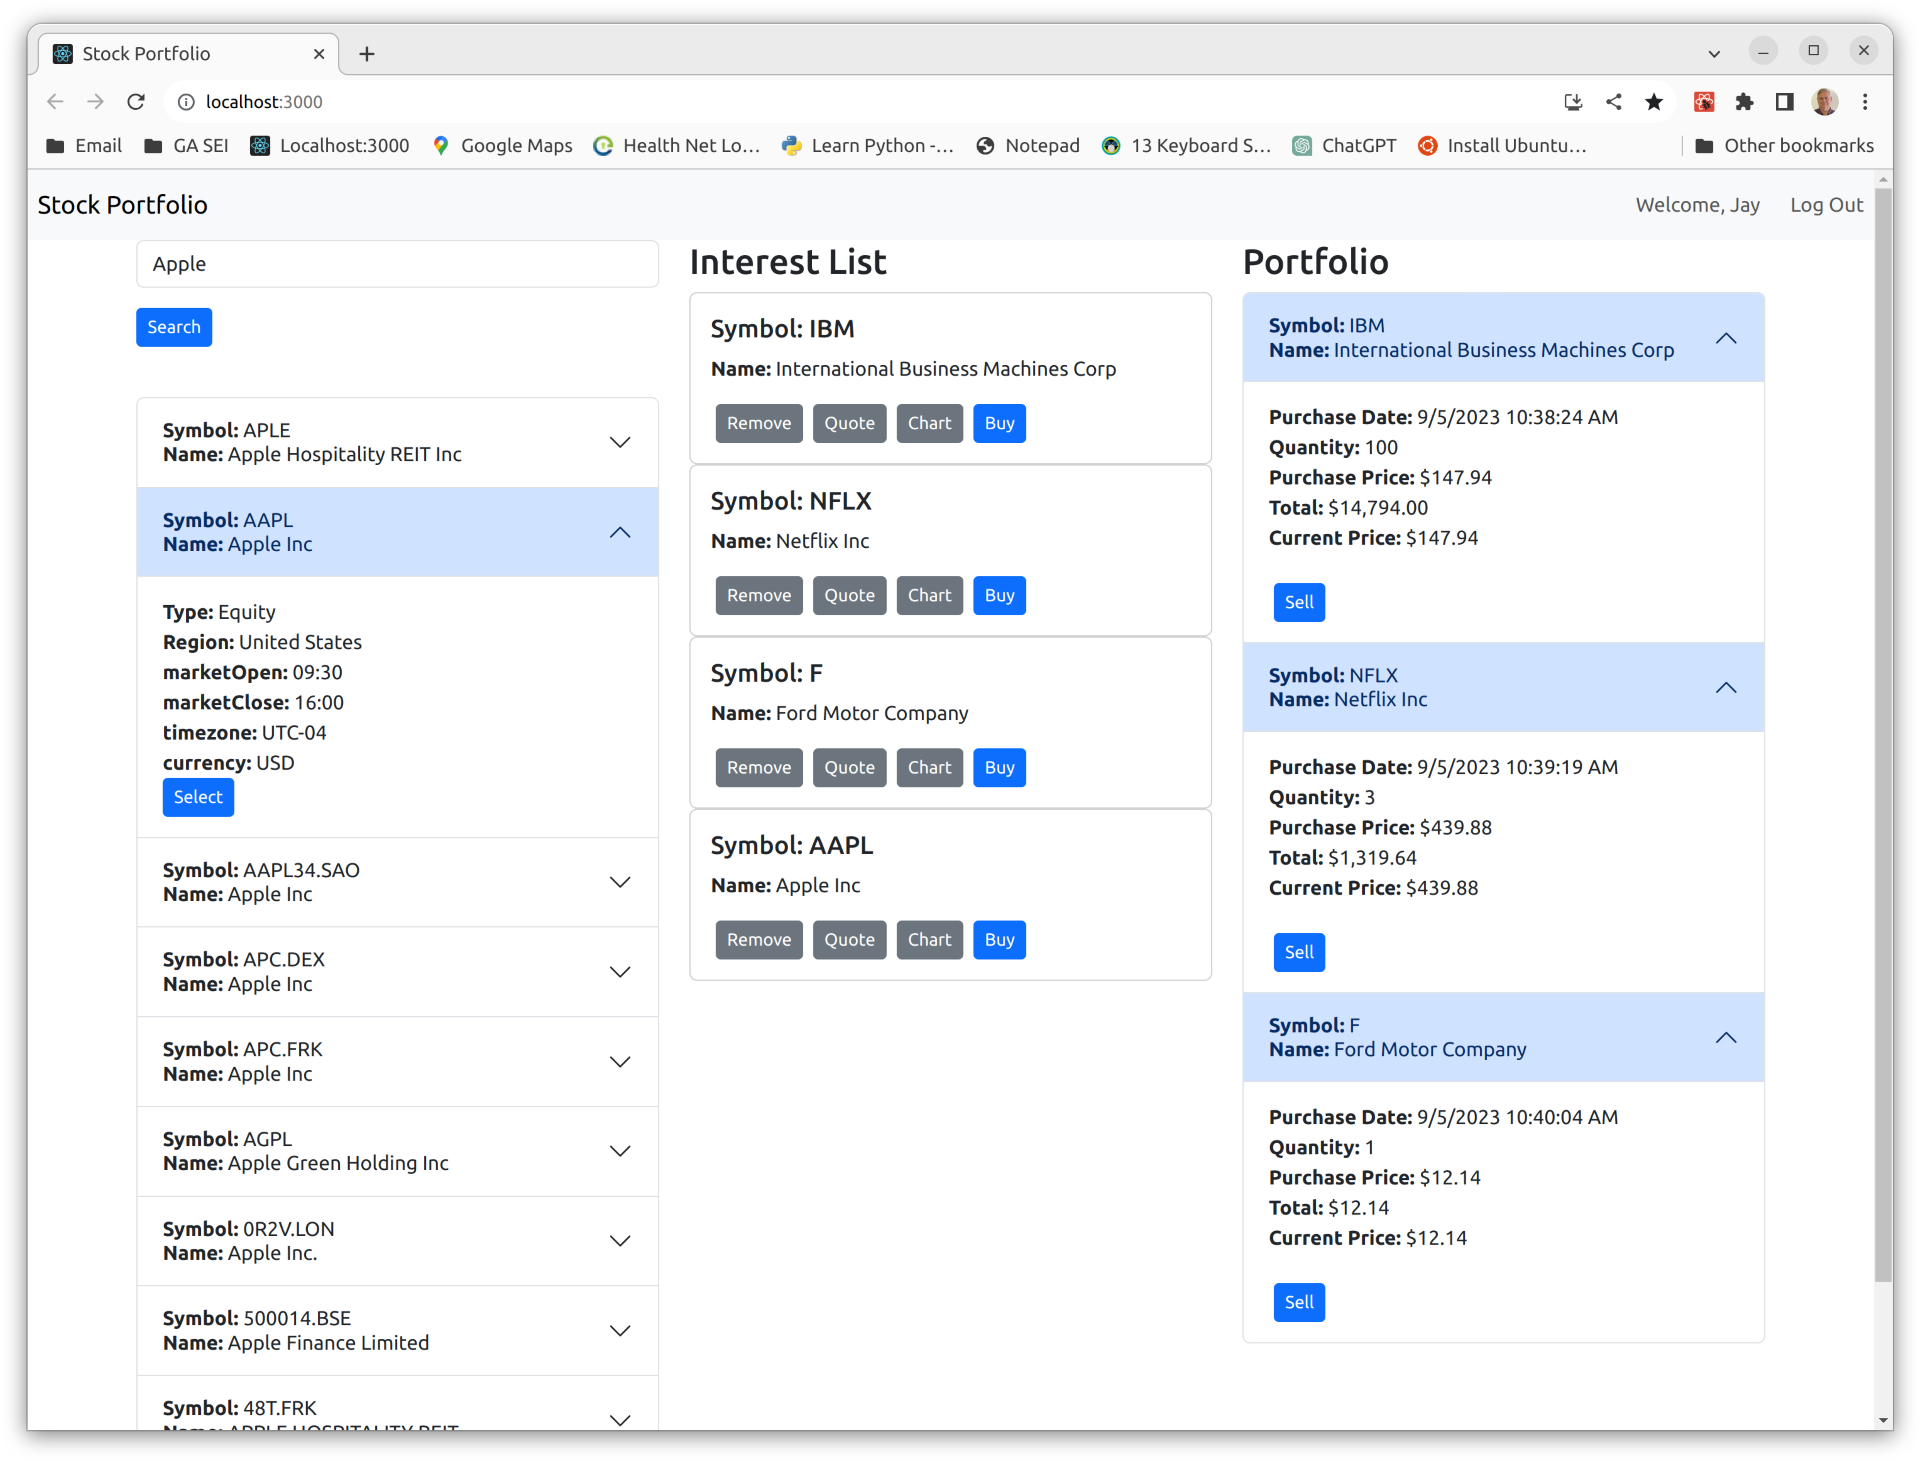 Stock Portfolio
localhost:3000
Email
GA SEI
Localhost:3000
Google Maps
Health Net Lo...
Learn Python -...
Notepad
13 Keyboard S...
ChatGPT
Install Ubuntu...
Other bookmarks
Stock Portfolio
Welcome, Jay
Log Out
Apple
Search
Symbol: APLE
Name: Apple Hospitality REIT Inc
Symbol: AAPL
Name: Apple Inc
Type: Equity
Region: United States
marketOpen: 09:30
marketClose: 16:00
timezone: UTC-04
currency: USD
Select
Symbol: AAPL34.SAO
Name: Apple Inc
Symbol: APC.DEX
Name: Apple Inc
Symbol: APC.FRK
Name: Apple Inc
Symbol: AGPL
Name: Apple Green Holding Inc
Symbol: 0R2V.LON
Name: Apple Inc.
Symbol: 500014.BSE
Name: Apple Finance Limited
Symbol: 48T.FRK
Name: APPLE HOSPITALITY REIT
Interest List
Symbol: IBM
Name: International Business Machines Corp
Remove Quote Chart Buy
Symbol: NFLX
Name: Netflix Inc
Remove Quote Chart Buy
Symbol: F
Name: Ford Motor Company
Remove Quote Chart Buy
Symbol: AAPL
Name: Apple Inc
Remove Quote Chart Buy
Portfolio
Symbol: IBM
Name: International Business Machines Corp
Purchase Date: 9/5/2023 10:38:24 AM
Quantity: 100
Purchase Price: $147.94
Total: $14,794.00
Current Price: $147.94
Sell
Symbol: NFLX
Name: Netflix Inc
Purchase Date: 9/5/2023 10:39:19 AM
Quantity: 3
Purchase Price: $439.88
Total: $1,319.64
Current Price: $439.88
Sell
Symbol: F
Name: Ford Motor Company
Purchase Date: 9/5/2023 10:40:04 AM
Quantity: 1
Purchase Price: $12.14
Total: $12.14
Current Price: $12.14
Sell